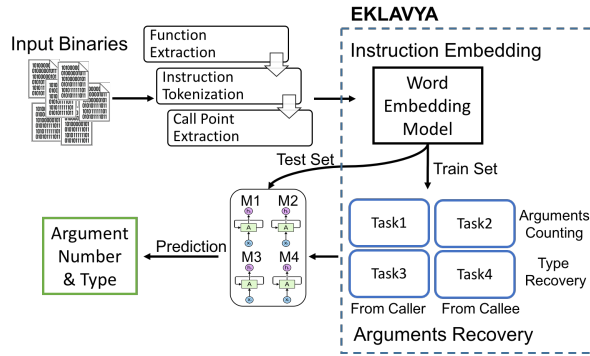 EKLAVYA
Input Binaries
Function
Extraction
Instruction
Tokenization
Call Point
Extraction
Instruction Embedding
Word
Embedding
Model
Test Set
Train Set
M1 M2
A A
M3 M4
A A
Task1 Task2
Arguments
Counting
Task3 Task4
Type
Recovery
From Caller From Callee
Arguments Recovery
Prediction
Argument
Number
& Type